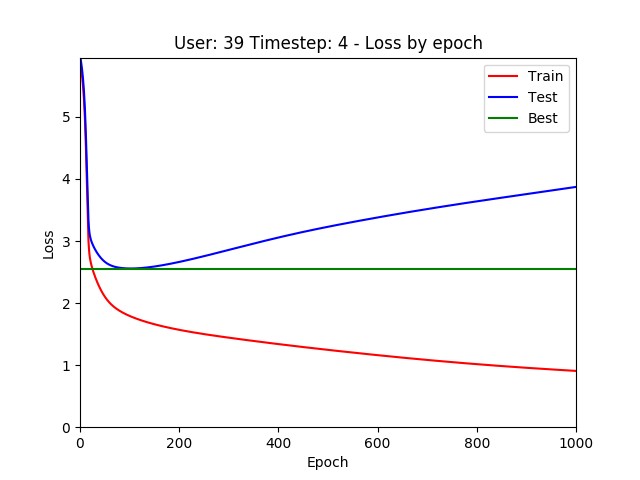 User: 39 Timestep: 4 - Loss by epoch
Train
Test
Best
5
4
3
2
1
0
Loss
0 200 400 600 800 1000
Epoch